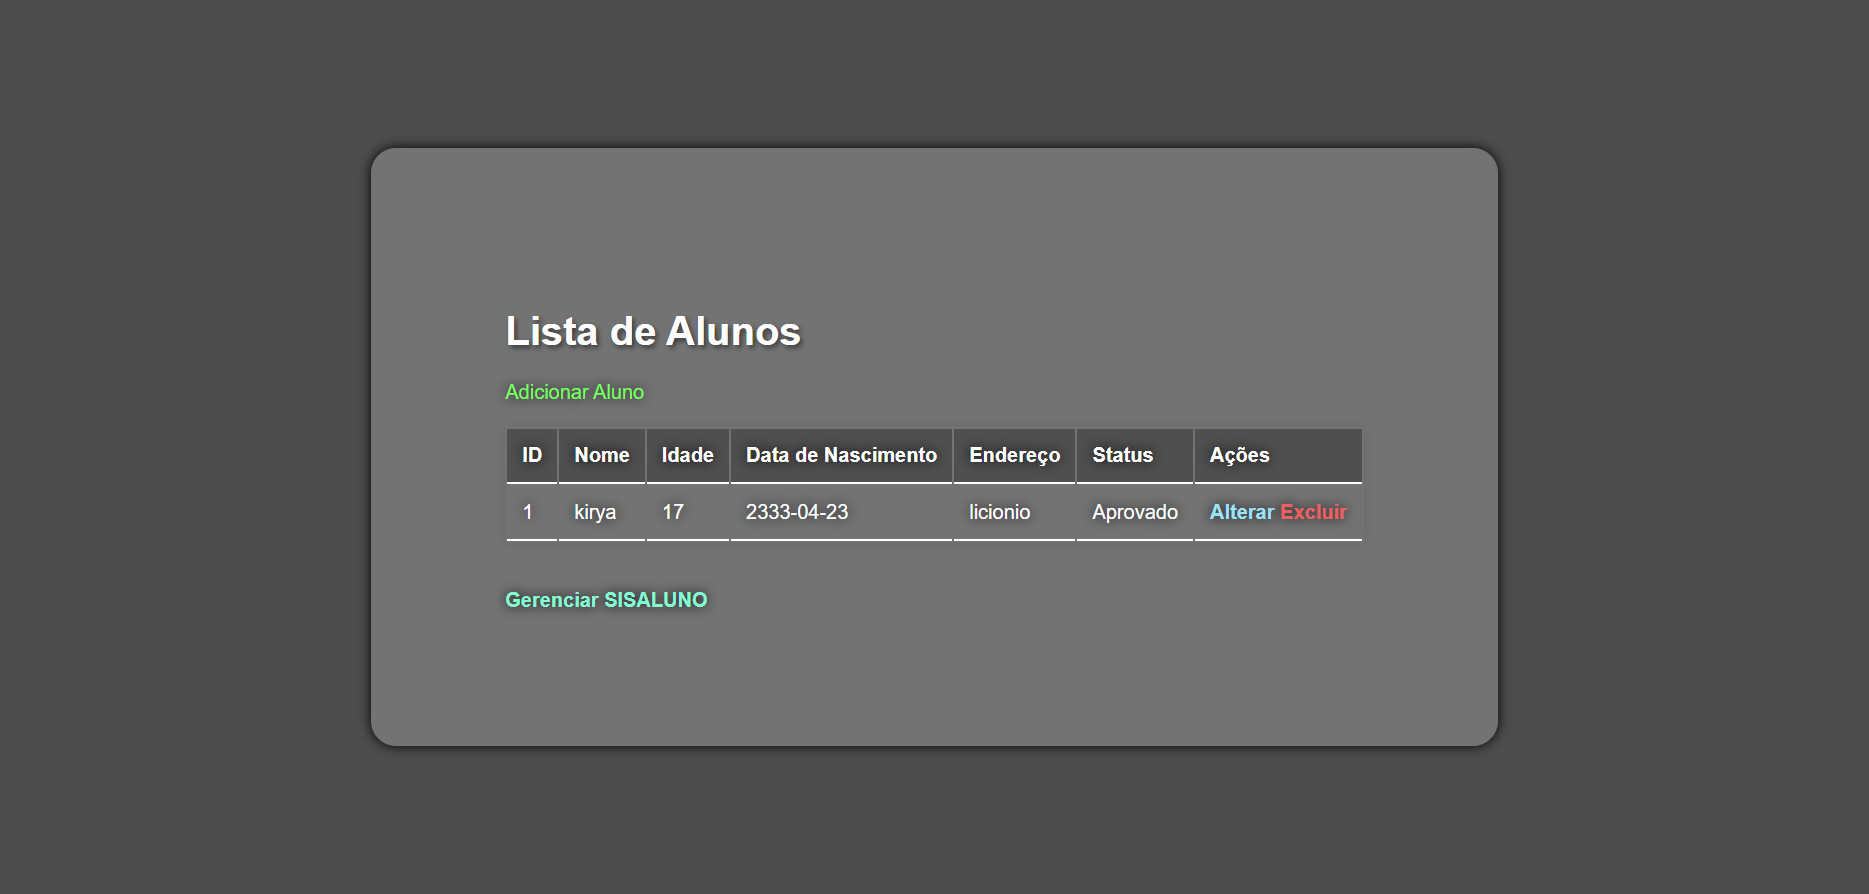 Lista de Alunos
Adicionar Aluno
ID Nome Idade Data de Nascimento Endereço Status Ações
1 kirya 17 2333-04-23 licionio Aprovado Alterar Excluir
Gerenciar SISALUNO